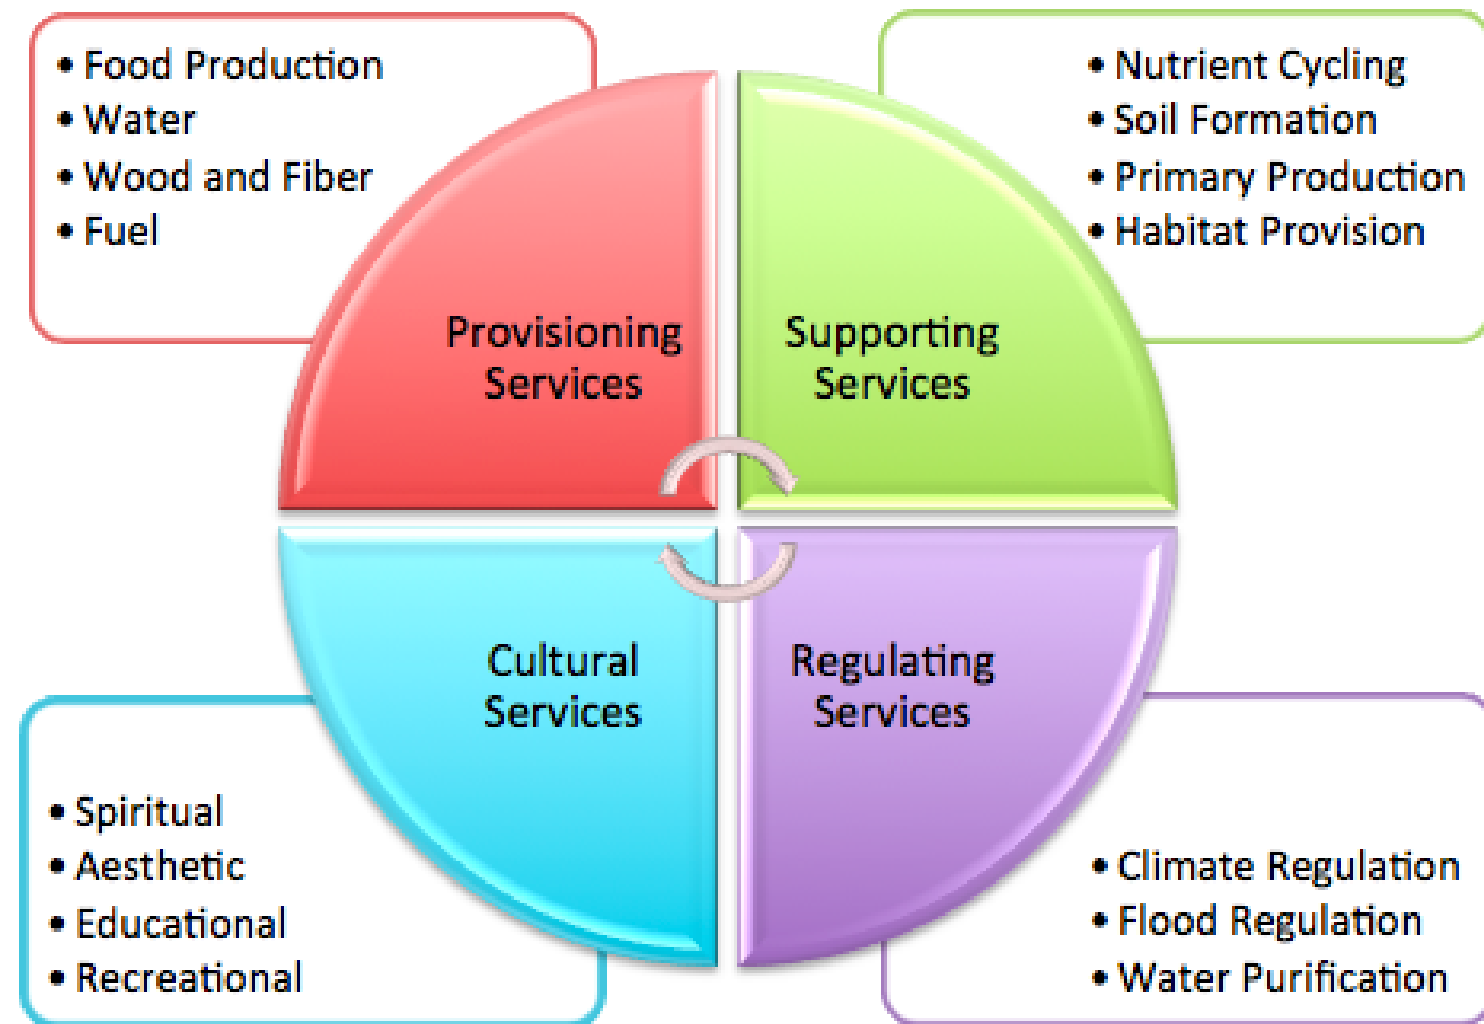 • Food Production
• Water
• Wood and Fiber
• Fuel
• Nutrient Cycling
• Soil Formation
• Primary Production
• Habitat Provision
Provisioning
Services
Supporting
Services
Cultural
Services
Regulating
Services
• Spiritual
• Aesthetic
• Educational
• Recreational
• Climate Regulation
• Flood Regulation
• Water Purification